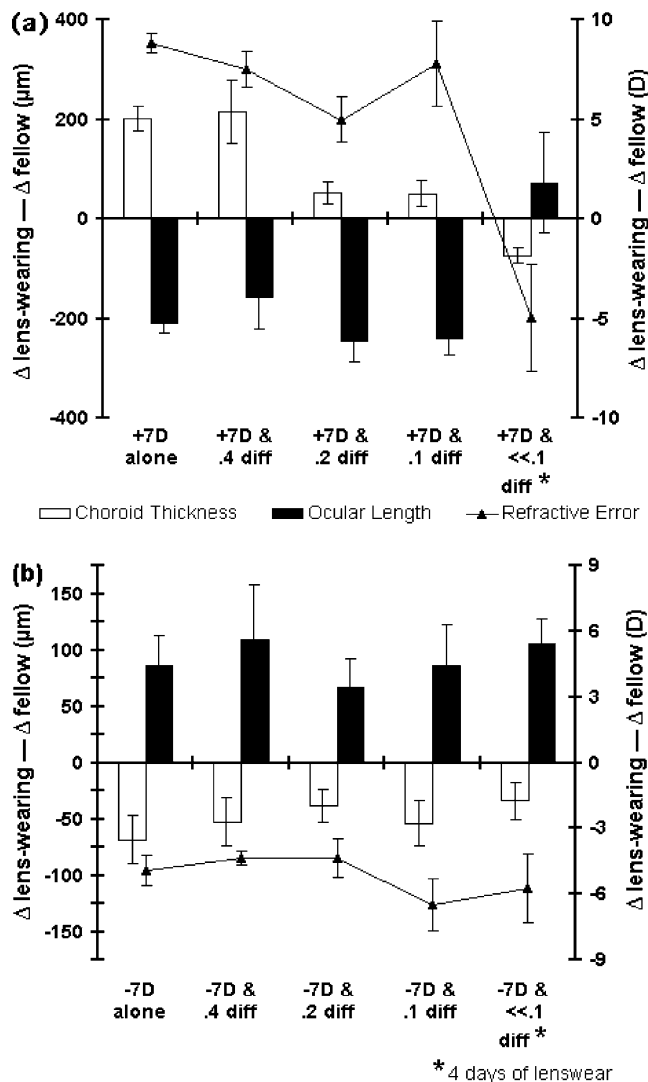 (a)
Δ lens-wearing — Δ fellow (μm)
400
200
0
-200
-400
10
5
0
-5
-10
Δ lens-wearing — Δ fellow (D)
+7D alone
+7D & .4 diff
+7D & .2 diff
+7D & .1 diff
+7D & <<.1 diff *
Choroid Thickness
Ocular Length
Refractive Error
(b)
Δ lens-wearing — Δ fellow (μm)
150
100
50
0
-50
-100
-150
9
6
3
0
-3
-6
-9
Δ lens-wearing — Δ fellow (D)
-7D alone
-7D & .4 diff
-7D & .2 diff
-7D & .1 diff
-7D & <<.1 diff *
* 4 days of lenswear